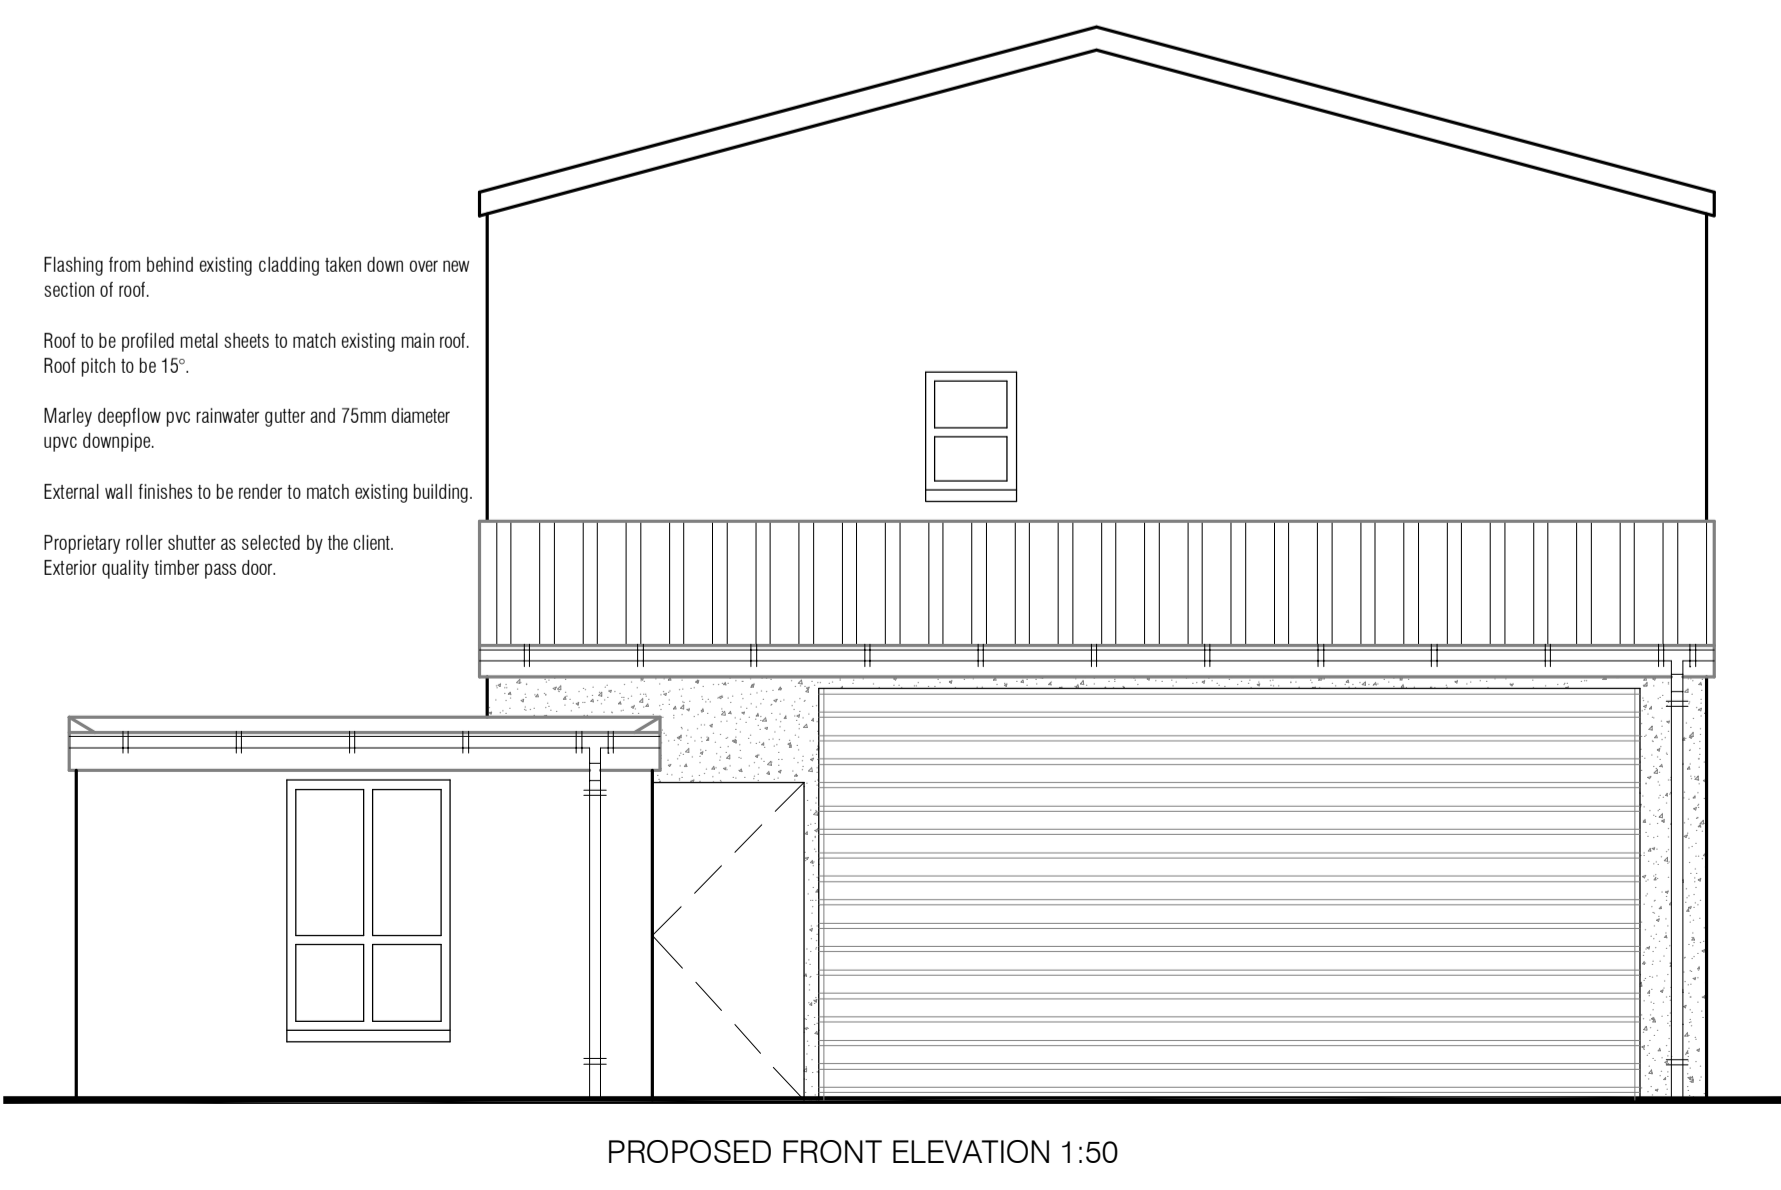 Flashing from behind existing cladding taken down over new
section of roof.
Roof to be profiled metal sheets to match existing main roof.
Roof pitch to be 15°.
Marley deepflow pvc rainwater gutter and 75mm diameter
upvc downpipe.
External wall finishes to be render to match existing building.
Proprietary roller shutter as selected by the client.
Exterior quality timber pass door.
PROPOSED FRONT ELEVATION 1:50